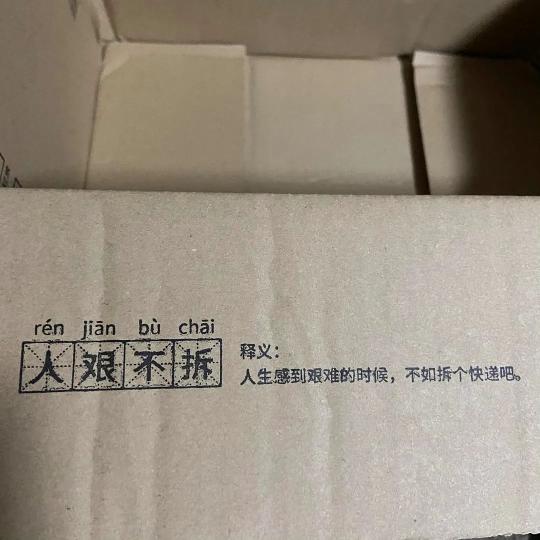 rén jiān bù chāi
人艰不拆
释义：
人生感到艰难的时候，不如拆个快递吧。